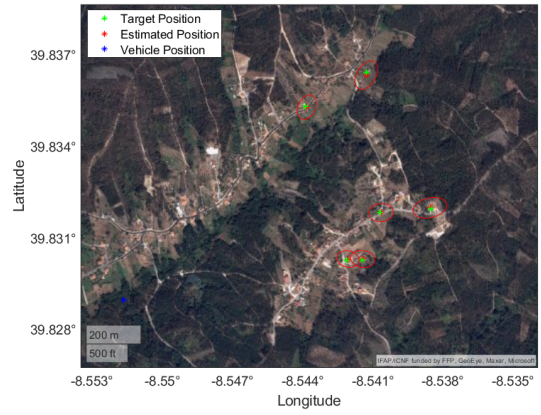 Target Position
Estimated Position
Vehicle Position
39.837°
39.834°
39.831°
39.828°
Latitude
200 m
500 ft
IFAP/ICNF funded by FFP, GeoEye, Maxar, Microsoft
-8.553° -8.55° -8.547° -8.544° -8.541° -8.538° -8.535°
Longitude